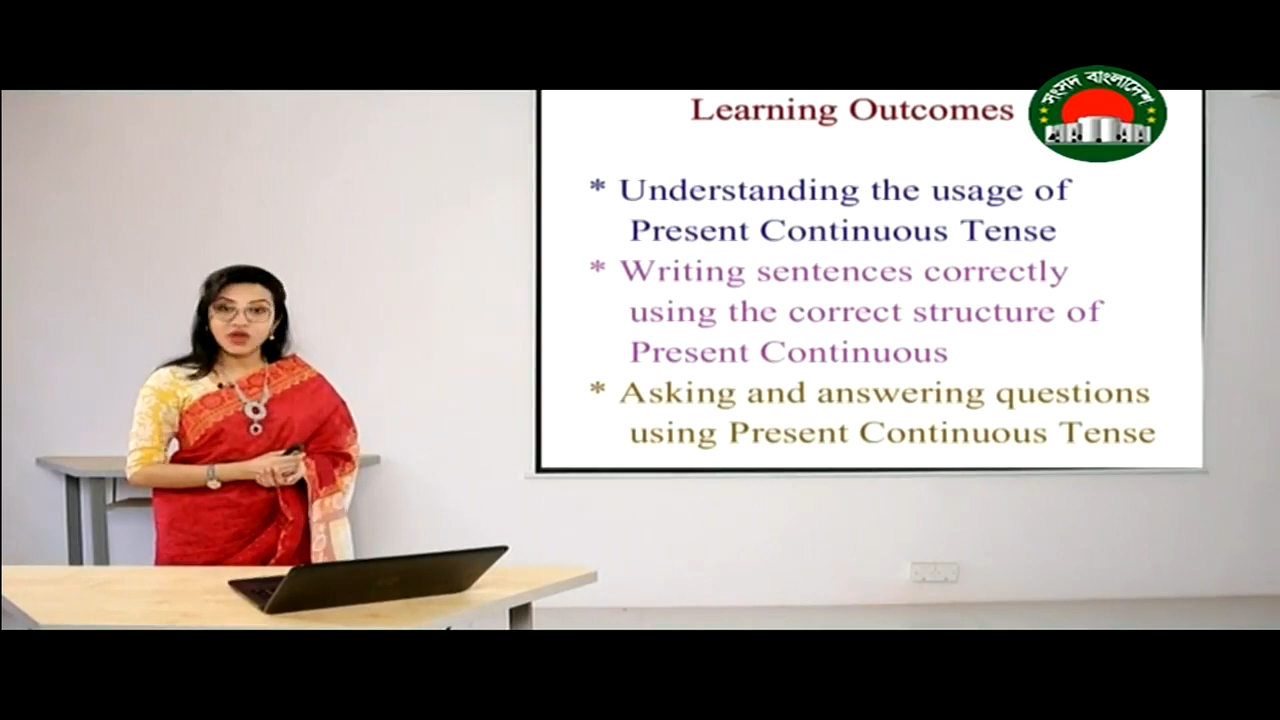 Learning Outcomes
সংসদ বাংলাদেশ
* Understanding the usage of
Present Continuous Tense
* Writing sentences correctly
using the correct structure of
Present Continuous
* Asking and answering questions
using Present Continuous Tense